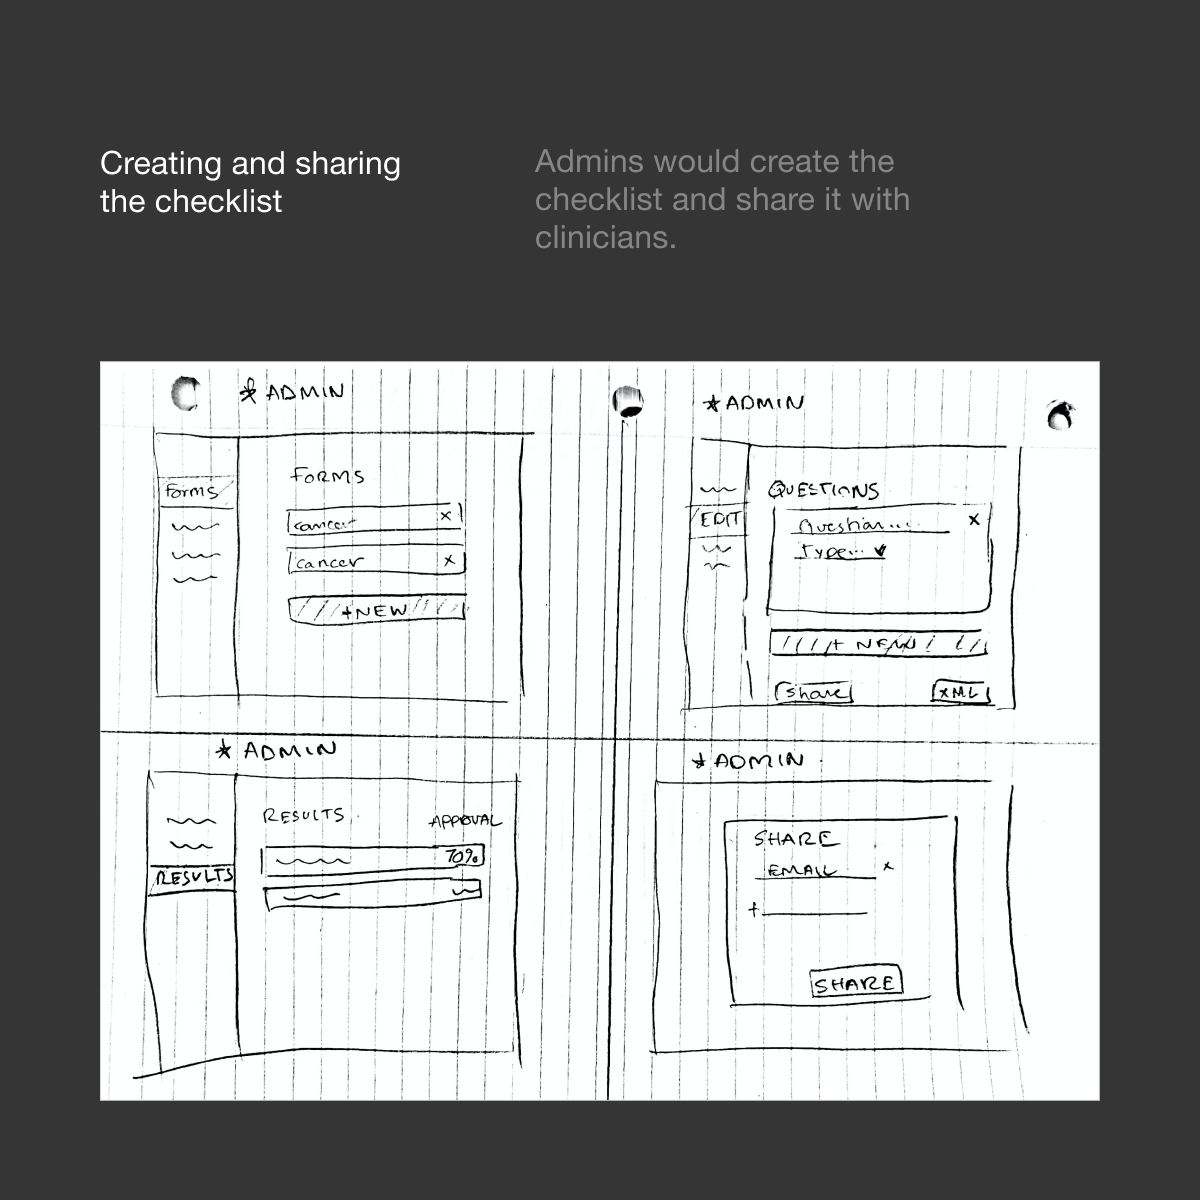 Creating and sharing
the checklist
Admins would create the
checklist and share it with
clinicians.
* ADMIN
Forms
FORMS
cancer x
cancer x
+NEW
* ADMIN
EDIT
QUESTIONS
Question... x
Type...
+ NEW
Share XML
* ADMIN
RESULTS
RESULTS APPROVAL
70%
* ADMIN
SHARE
EMAIL x
+
SHARE